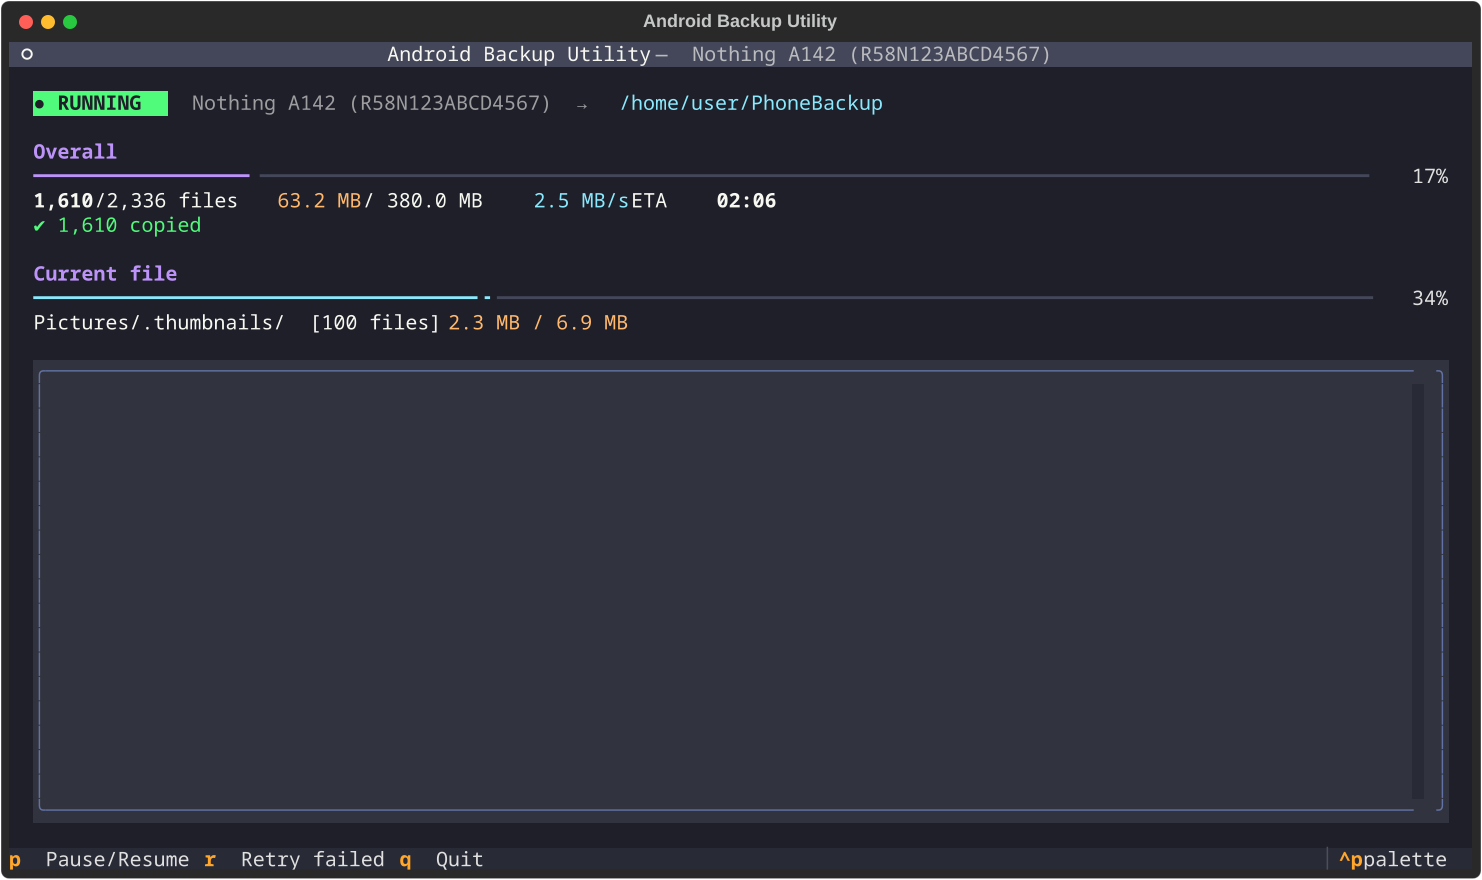 Android Backup Utility
Android Backup Utility — Nothing A142 (R58N123ABCD4567)
● RUNNING Nothing A142 (R58N123ABCD4567) → /home/user/PhoneBackup
Overall
17%
1,610/2,336 files 63.2 MB / 380.0 MB 2.5 MB/s ETA 02:06
✔ 1,610 copied
Current file
34%
Pictures/.thumbnails/ [100 files] 2.3 MB / 6.9 MB
p Pause/Resume r Retry failed q Quit ^p palette